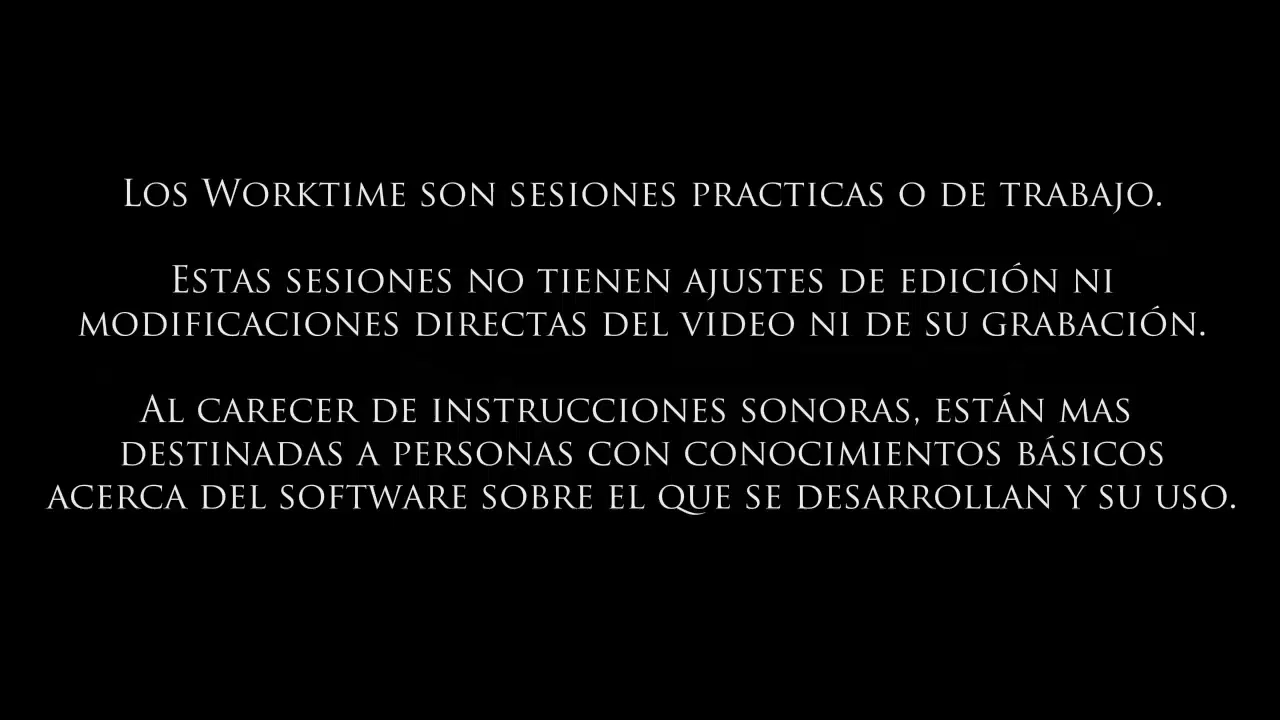 Los Worktime son sesiones practicas o de trabajo.
Estas sesiones no tienen ajustes de edición ni
modificaciones directas del video ni de su grabación.
Al carecer de instrucciones sonoras, están mas
destinadas a personas con conocimientos básicos
acerca del software sobre el que se desarrollan y su uso.